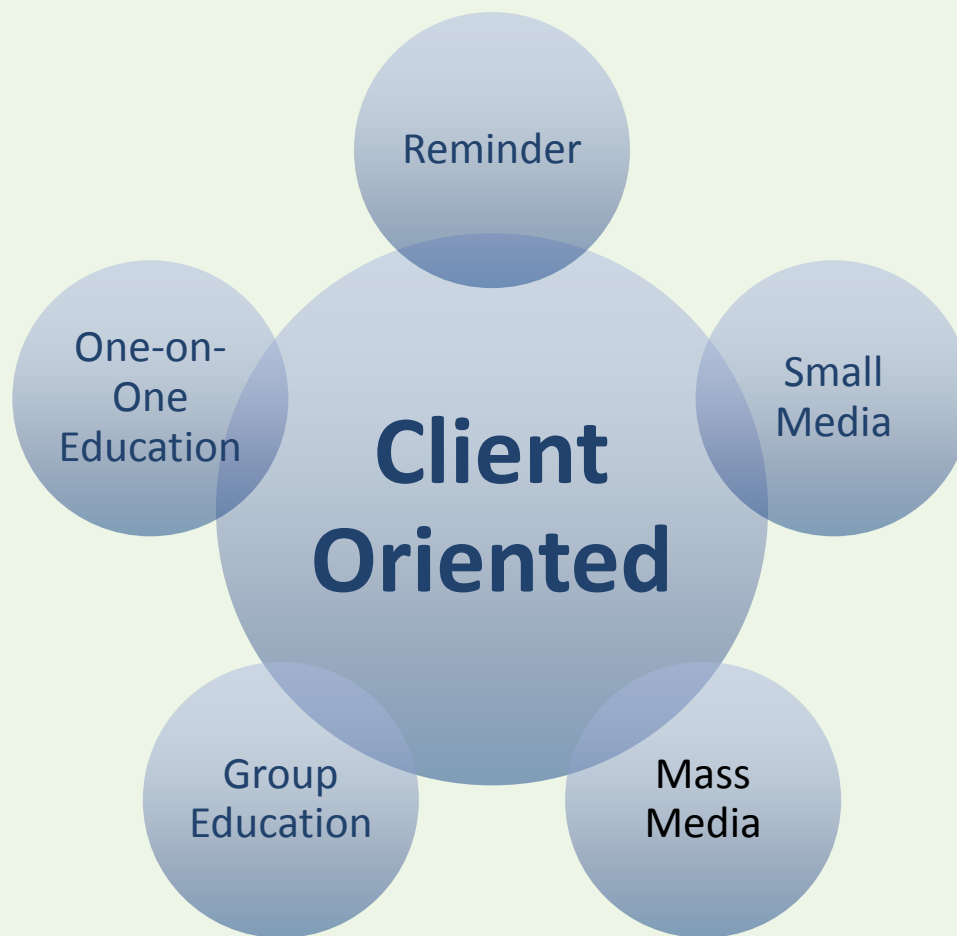 Reminder
One-on-
One
Education
Small
Media
Client
Oriented
Group
Education
Mass
Media